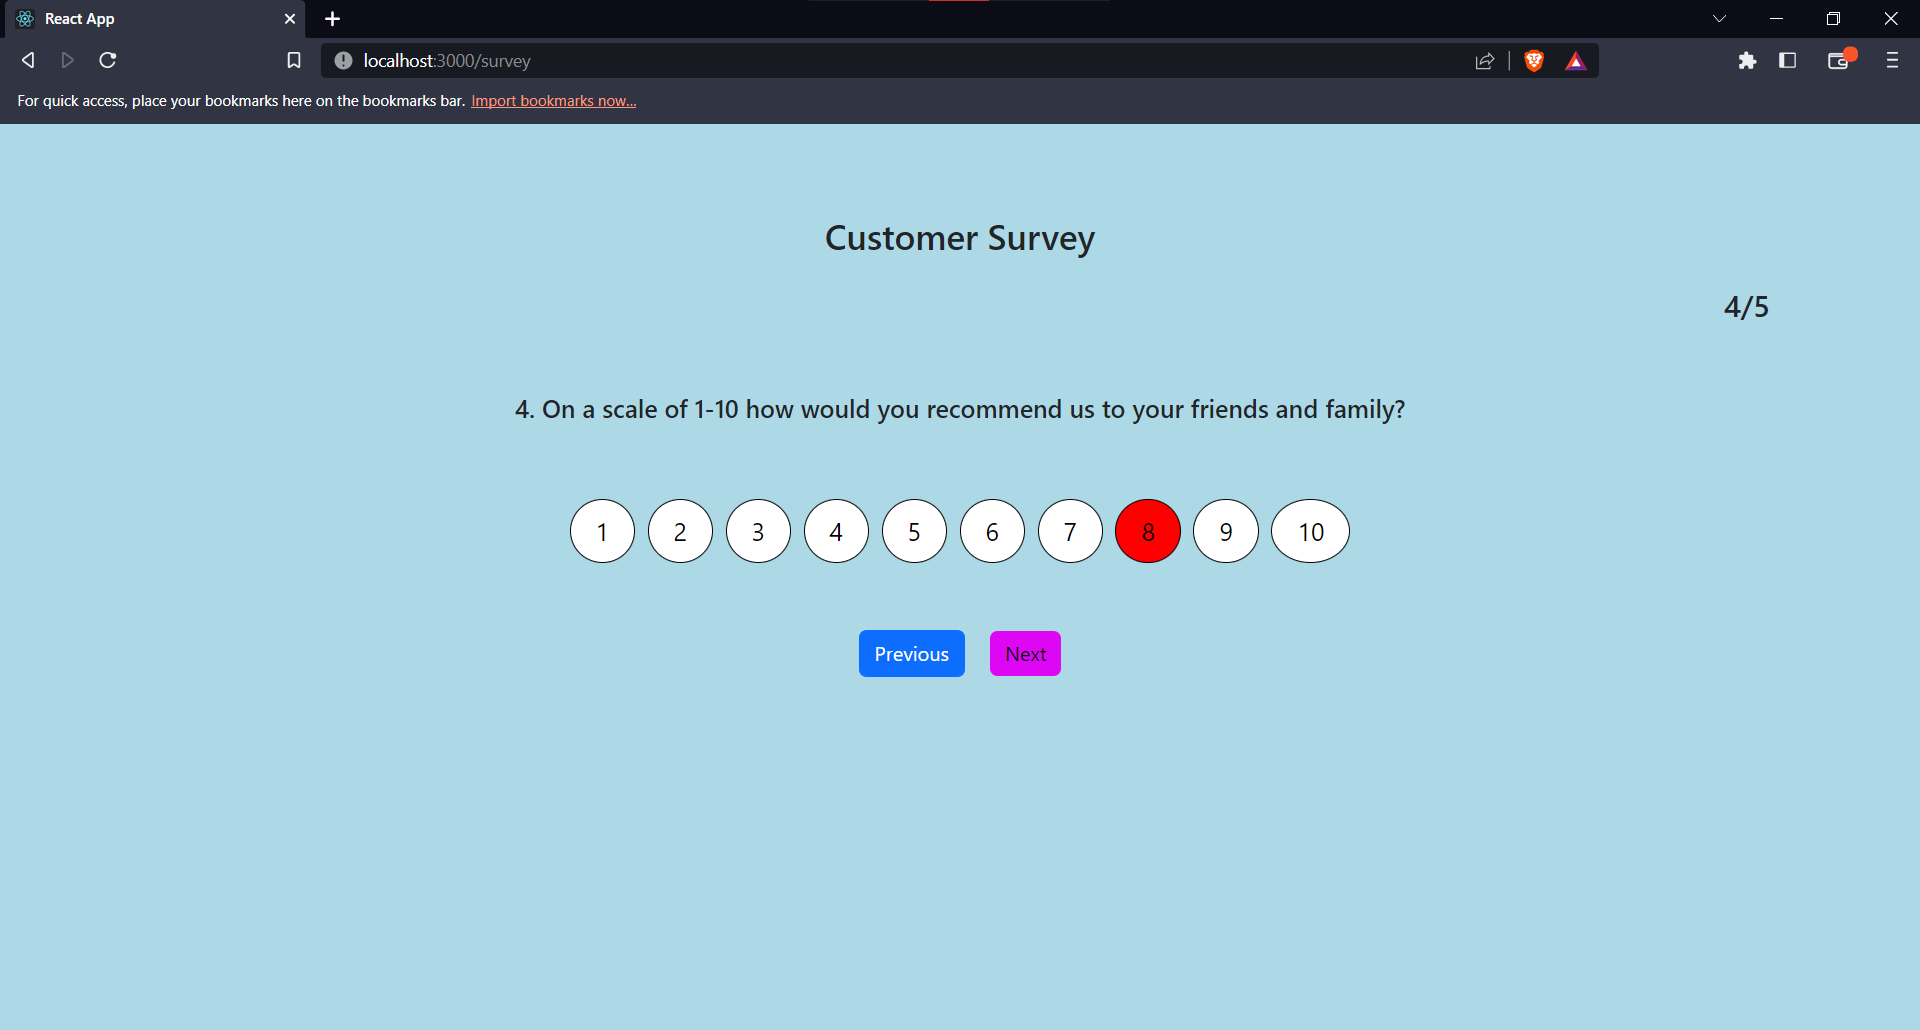 React App
localhost:3000/survey
For quick access, place your bookmarks here on the bookmarks bar. Import bookmarks now...
Customer Survey
4/5
4. On a scale of 1-10 how would you recommend us to your friends and family?
1 2 3 4 5 6 7 8 9 10
Previous Next